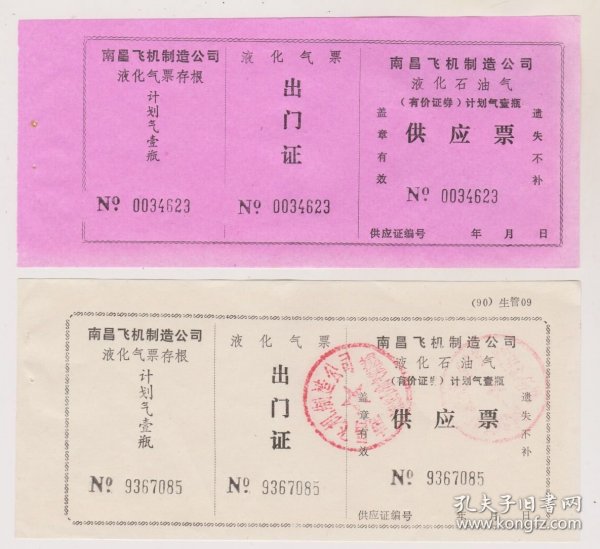 南昌飞机制造公司
液化气票存根
计划气壹瓶
Nº 0034623
液化气票
出门证
Nº 0034623
南昌飞机制造公司
液化石油气
(有价证券)计划气壹瓶
盖章有效
供应票
遗失不补
Nº 0034623
供应证编号 年 月 日
(90)生管09
南昌飞机制造公司
液化气票存根
计划气壹瓶
Nº 9367085
液化气票
出门证
Nº 9367085
南昌飞机制造公司
液化石油气
(有价证券)计划气壹瓶
盖章有效
供应票
遗失不补
Nº 9367085
供应证编号 年 月 日
孔夫子旧书网
www.kongfz.com